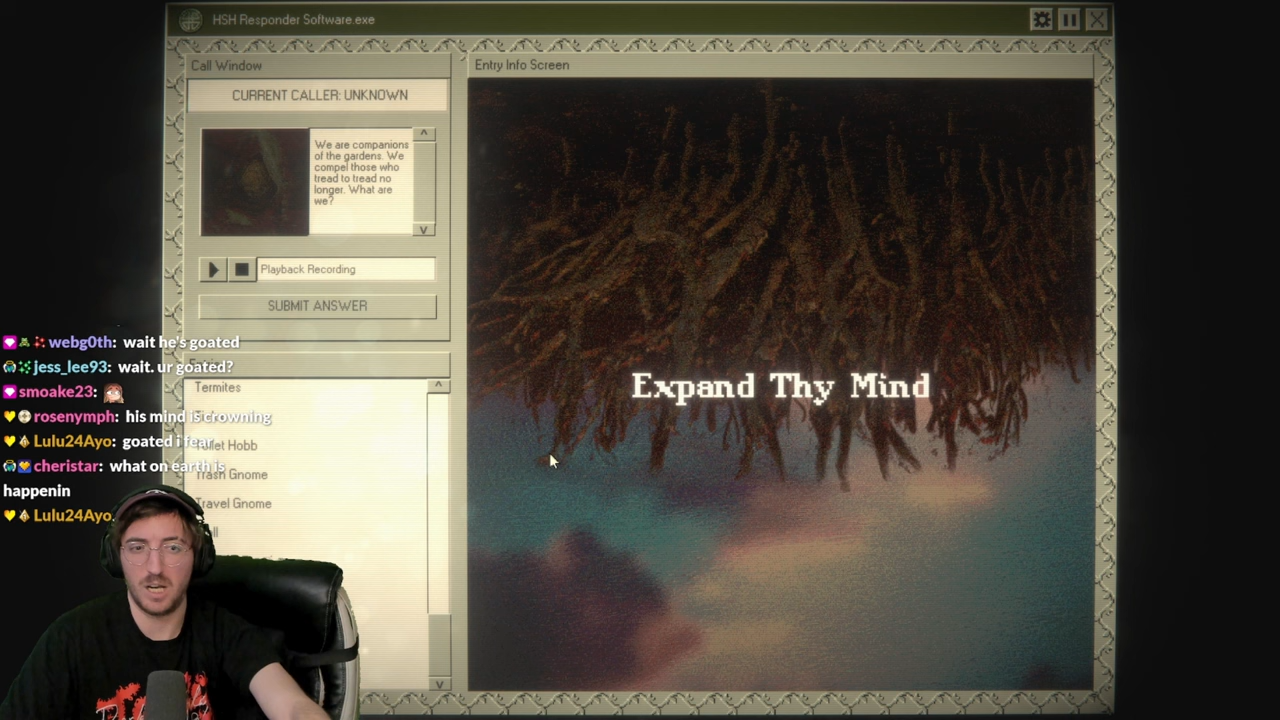 HSH Responder Software.exe
Call Window
CURRENT CALLER: UNKNOWN
We are companions
of the gardens. We
compel those who
tread to tread no
longer. What are
we?
Playback Recording
SUBMIT ANSWER
Termites
Toilet Hobb
Trash Gnome
Travel Gnome
Entry Info Screen
Expand Thy Mind
webg0th: wait he's goated
jess_lee93: wait. ur goated?
smoake23:
rosenymph: his mind is crowning
Lulu24Ayo: goated i fear
cheristar: what on earth is
happenin
Lulu24Ayo